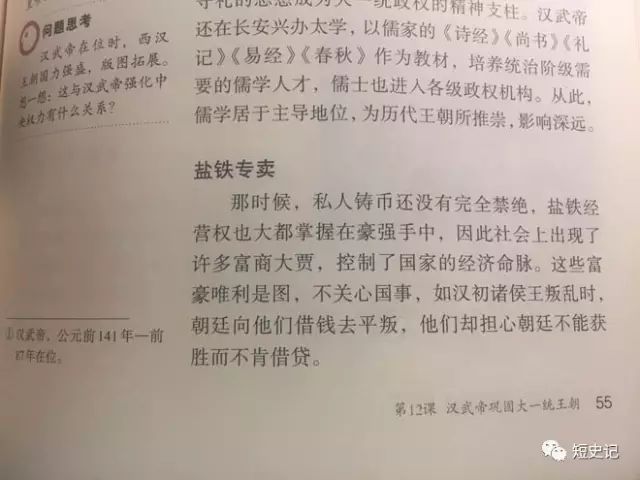 问题思考
汉武帝在位时，西汉
王朝国力强盛，版图拓展。
想一想：这与汉武帝强化中
央权力有什么关系？
大一统政权的精神支柱。汉武帝
还在长安兴办太学，以儒家的《诗经》《尚书》《礼
记》《易经》《春秋》作为教材，培养统治阶级需
要的儒学人才，儒士也进入各级政权机构。从此，
儒学居于主导地位，为历代王朝所推崇，影响深远。
盐铁专卖
那时候，私人铸币还没有完全禁绝，盐铁经
营权也大都掌握在豪强手中，因此社会上出现了
许多富商大贾，控制了国家的经济命脉。这些富
豪唯利是图，不关心国事，如汉初诸侯王叛乱时，
朝廷向他们借钱去平叛，他们却担心朝廷不能获
胜而不肯借贷。
①汉武帝，公元前141年—前
87年在位。
第12课 汉武帝巩固大一统王朝 55
短史记